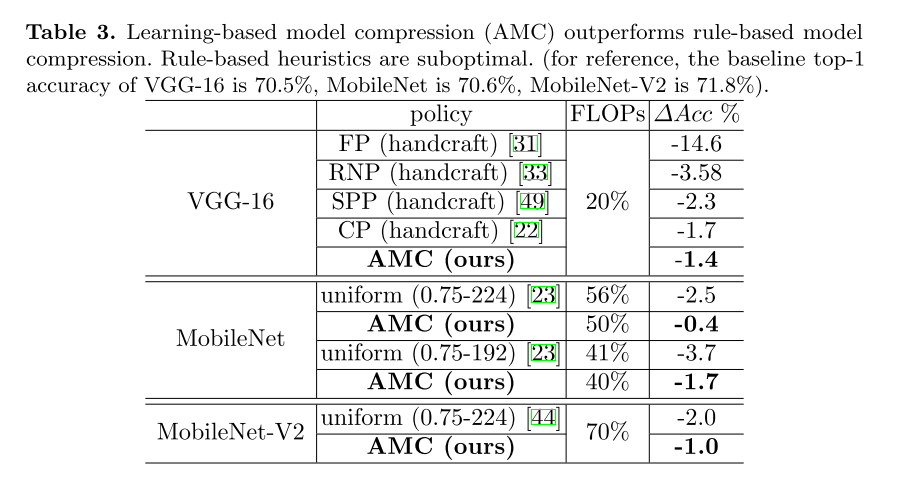 Table 3. Learning-based model compression (AMC) outperforms rule-based model
compression. Rule-based heuristics are suboptimal. (for reference, the baseline top-1
accuracy of VGG-16 is 70.5%, MobileNet is 70.6%, MobileNet-V2 is 71.8%).
policy FLOPs ΔAcc %
VGG-16 20%
FP (handcraft) [31] -14.6
RNP (handcraft) [33] -3.58
SPP (handcraft) [49] -2.3
CP (handcraft) [22] -1.7
AMC (ours) -1.4
MobileNet
uniform (0.75-224) [23] 56% -2.5
AMC (ours) 50% -0.4
uniform (0.75-192) [23] 41% -3.7
AMC (ours) 40% -1.7
MobileNet-V2 70%
uniform (0.75-224) [44] -2.0
AMC (ours) -1.0